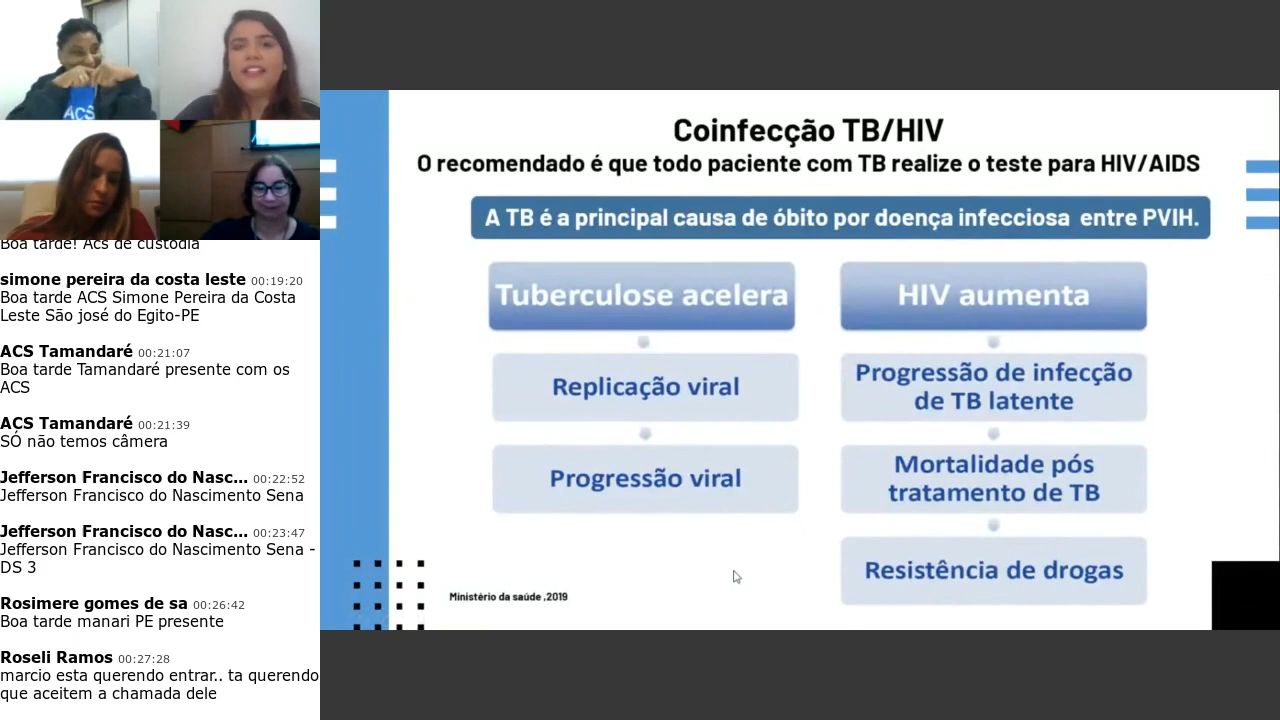 ACS
Boa tarde! Acs de custodia
simone pereira da costa leste 00:19:20
Boa tarde ACS Simone Pereira da Costa
Leste São josé do Egito-PE
ACS Tamandaré 00:21:07
Boa tarde Tamandaré presente com os
ACS
ACS Tamandaré 00:21:39
SÓ não temos câmera
Jefferson Francisco do Nasc... 00:22:52
Jefferson Francisco do Nascimento Sena
Jefferson Francisco do Nasc... 00:23:47
Jefferson Francisco do Nascimento Sena -
DS 3
Rosimere gomes de sa 00:26:42
Boa tarde manari PE presente
Roseli Ramos 00:27:28
marcio esta querendo entrar.. ta querendo
que aceitem a chamada dele
Coinfecção TB/HIV
O recomendado é que todo paciente com TB realize o teste para HIV/AIDS
A TB é a principal causa de óbito por doença infecciosa entre PVIH.
Tuberculose acelera
Replicação viral
Progressão viral
HIV aumenta
Progressão de infecção
de TB latente
Mortalidade pós
tratamento de TB
Resistência de drogas
Ministério da saúde ,2019